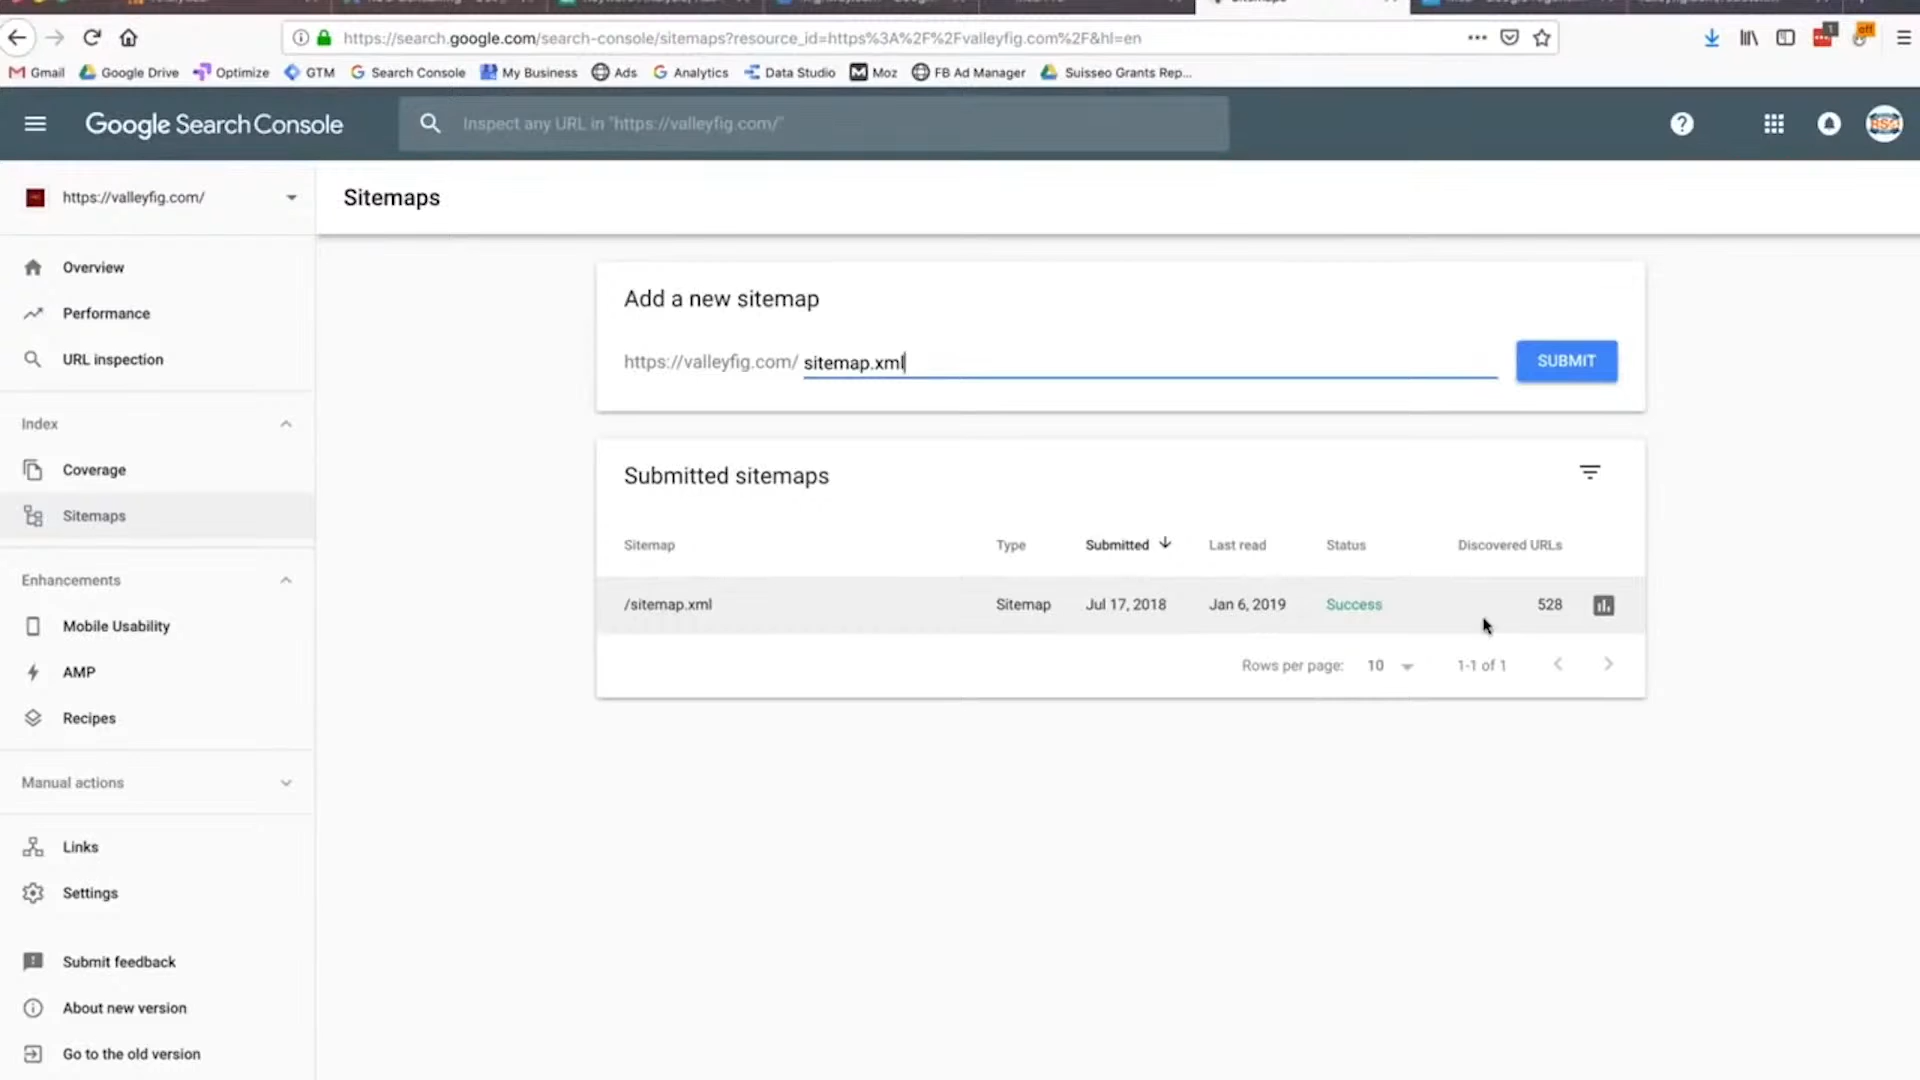 https://search.google.com/search-console/sitemaps?resource_id=https%3A%2F%2Fvalleyfig.com%2F&hl=en
1
off
Gmail Google Drive Optimize GTM Search Console My Business Ads Analytics Data Studio Moz FB Ad Manager Suisseo Grants Rep...
Google Search Console
Inspect any URL in "https://valleyfig.com/"
https://valleyfig.com/
Sitemaps
Overview
Performance
URL inspection
Index
Coverage
Sitemaps
Enhancements
Mobile Usability
AMP
Recipes
Manual actions
Links
Settings
Submit feedback
About new version
Go to the old version
Add a new sitemap
https://valleyfig.com/ sitemap.xml
SUBMIT
Submitted sitemaps
Sitemap Type Submitted Last read Status Discovered URLs
/sitemap.xml Sitemap Jul 17, 2018 Jan 6, 2019 Success 528
Rows per page: 10 1-1 of 1